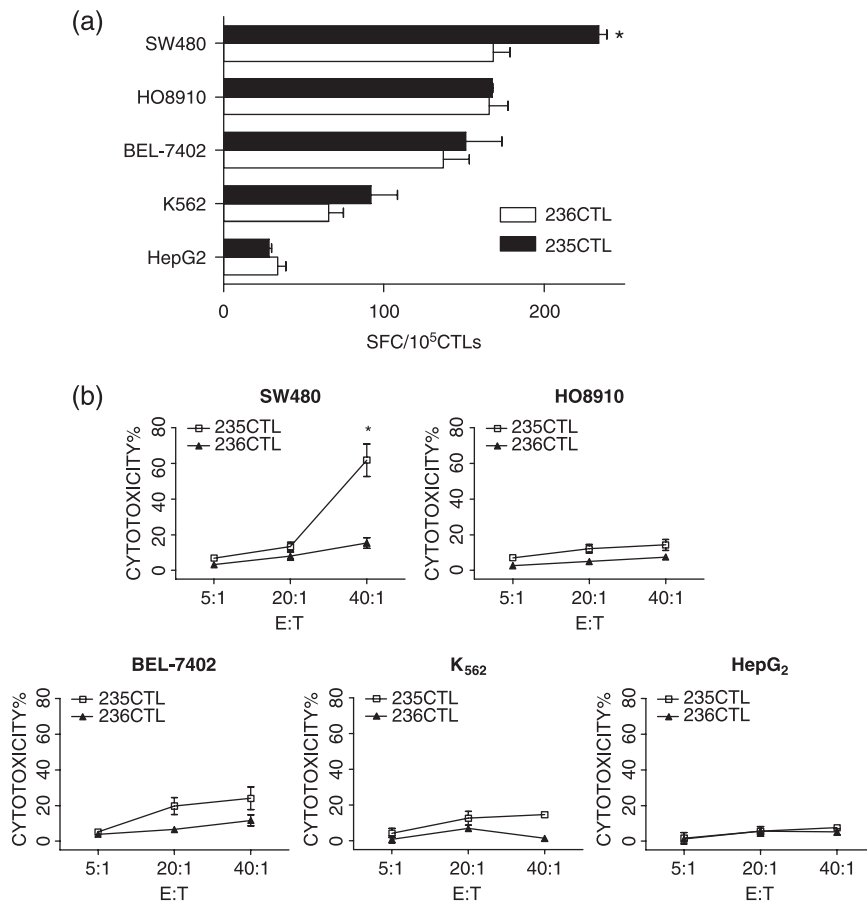 (a)
SW480
*
HO8910
BEL-7402
K562
HepG2
236CTL
235CTL
0 100 200
SFC/10⁵CTLs
(b)
SW480
CYTOTOXICITY%
80
60
40
20
0
235CTL
236CTL
*
5:1 20:1 40:1
E:T
HO8910
CYTOTOXICITY%
80
60
40
20
0
235CTL
236CTL
5:1 20:1 40:1
E:T
BEL-7402
CYTOTOXICITY%
80
60
40
20
0
235CTL
236CTL
5:1 20:1 40:1
E:T
K₅₆₂
CYTOTOXICITY%
80
60
40
20
0
235CTL
236CTL
5:1 20:1 40:1
E:T
HepG₂
CYTOTOXICITY%
80
60
40
20
0
235CTL
236CTL
5:1 20:1 40:1
E:T